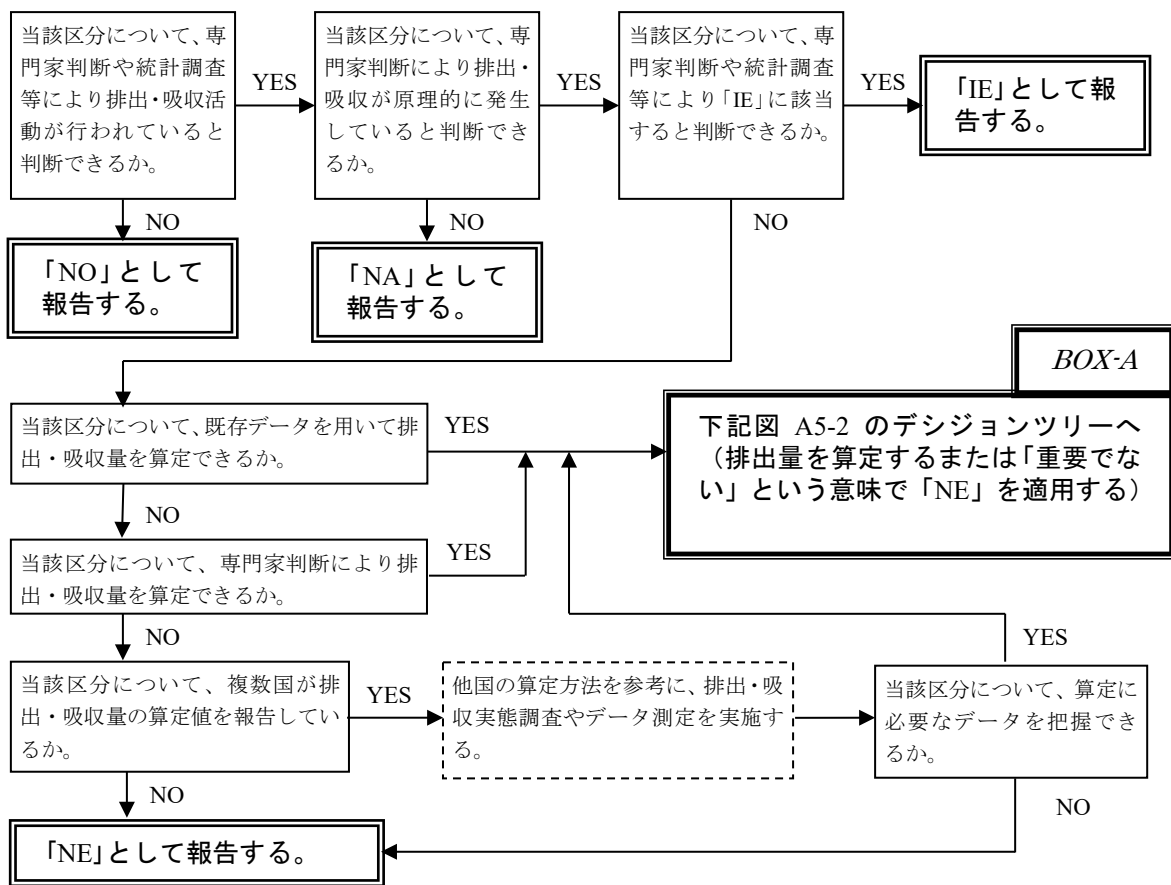 当該区分について、専
門家判断や統計調査
等により排出・吸収活
動が行われていると
判断できるか。
YES
当該区分について、専
門家判断により排出・
吸収が原理的に発生
していると判断でき
るか。
YES
当該区分について、専
門家判断や統計調査
等により「IE」に該当
すると判断できるか。
YES
「IE」として報
告する。
NO
NO
NO
「NO」として
報告する。
「NA」として
報告する。
BOX-A
下記図 A5-2 のデシジョンツリーへ
（排出量を算定するまたは「重要でな
い」という意味で「NE」を適用する）
当該区分について、既存データを用いて排
出・吸収量を算定できるか。
YES
NO
当該区分について、専門家判断により排
出・吸収量を算定できるか。
YES
NO
YES
当該区分について、複数国が排
出・吸収量の算定値を報告してい
るか。
YES
他国の算定方法を参考に、排出・吸
収実態調査やデータ測定を実施す
る。
当該区分について、算定に
必要なデータを把握でき
るか。
NO
NO
「NE」として報告する。